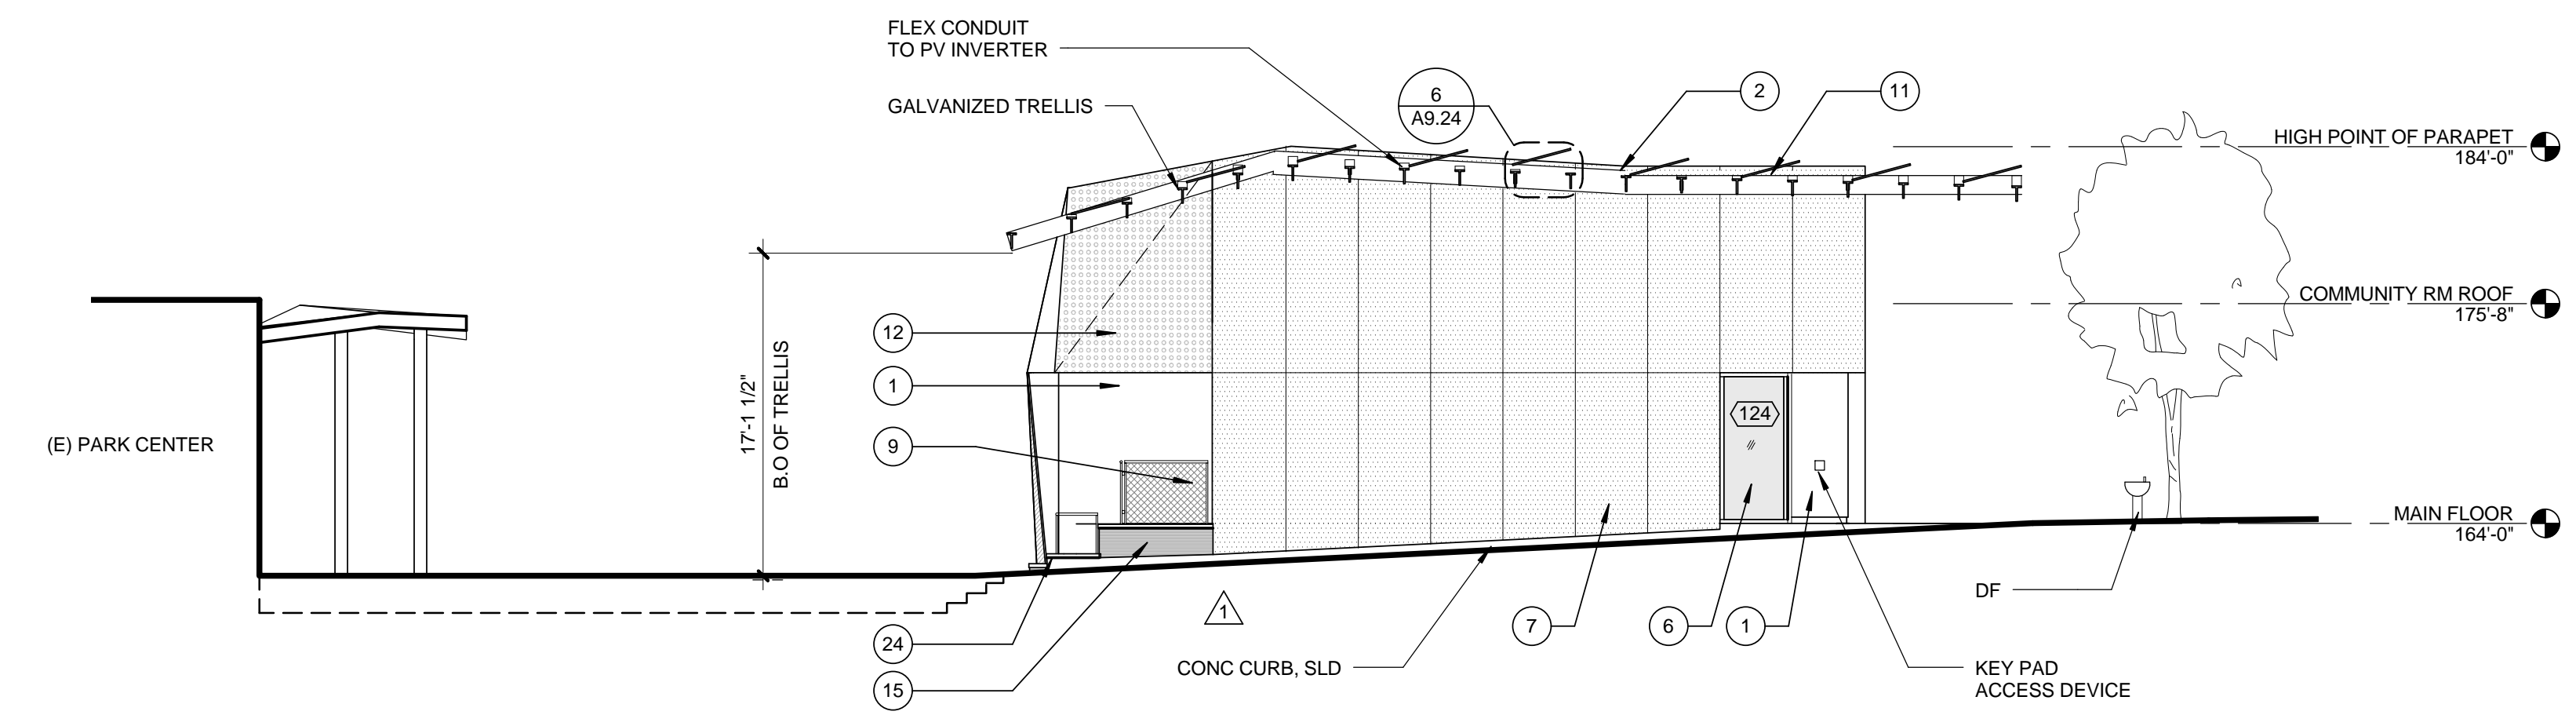 FLEX CONDUIT
TO PV INVERTER
GALVANIZED TRELLIS
6
A9.24
2
11
HIGH POINT OF PARAPET
184'-0"
COMMUNITY RM ROOF
175'-8"
12
1
9
17'-1 1/2"
B.O OF TRELLIS
(E) PARK CENTER
124
MAIN FLOOR
164'-0"
DF
1
7
6
1
24
15
CONC CURB, SLD
KEY PAD
ACCESS DEVICE